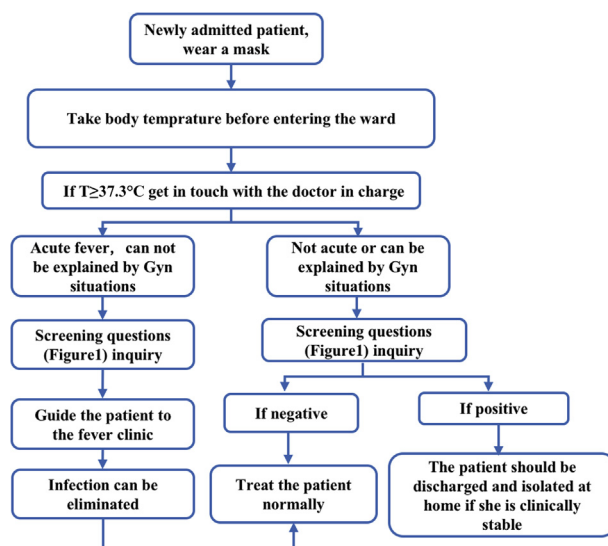 Newly admitted patient,
wear a mask
Take body temprature before entering the ward
If T≥37.3°C get in touch with the doctor in charge
Acute fever, can not
be explained by Gyn
situations
Not acute or can be
explained by Gyn
situations
Screening questions
(Figure1) inquiry
Screening questions
(Figure1) inquiry
Guide the patient to
the fever clinic
If negative
If positive
Infection can be
eliminated
Treat the patient
normally
The patient should be
discharged and isolated at
home if she is clinically
stable